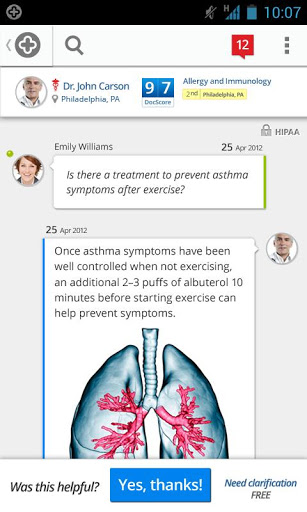 10:07
12
Dr. John Carson
Philadelphia, PA
9 7
DocScore
Allergy and Immunology
2nd Philadelphia, PA
HIPAA
Emily Williams 25 Apr 2012
Is there a treatment to prevent asthma
symptoms after exercise?
25 Apr 2012
Once asthma symptoms have been
well controlled when not exercising,
an additional 2–3 puffs of albuterol 10
minutes before starting exercise can
help prevent symptoms.
Was this helpful?
Yes, thanks!
Need clarification
FREE